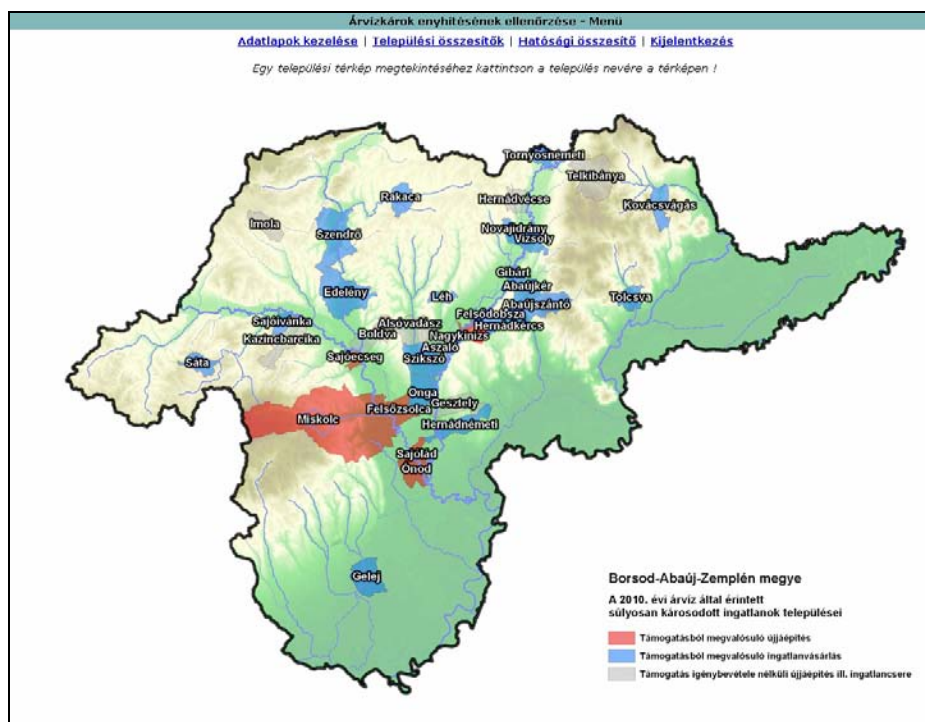 Árvízkárok enyhítésének ellenőrzése - Menü
Adatlapok kezelése | Települési összesítők | Hatósági összesítő | Kijelentkezés
Egy települési térkép megtekintéséhez kattintson a település nevére a térképen !
Tornyosnémeti
Telkibánya
Rakaca
Hernádvécse
Kovácsvágás
Imola
Szendrő
Novajidrány
Vizsoly
Gibárt
Edelény
Léh
Abaújkér
Abaújszántó
Tolcsva
Felsődobsza
Sajóivánka
Alsóvadász
Hernádkércs
Boldva
Nagykinizs
Kazincbarcika
Aszaló
Sajóecseg
Szikszó
Sáta
Onga
Gesztely
Felsőzsolca
Miskolc
Hernádnémeti
Sajólád
Ónod
Gelej
Borsod-Abaúj-Zemplén megye
A 2010. évi árvíz által érintett
súlyosan károsodott ingatlanok települései
Támogatásból megvalósuló újjáépítés
Támogatásból megvalósuló ingatlanvásárlás
Támogatás igénybevétele nélküli újjáépítés ill. ingatlancsere